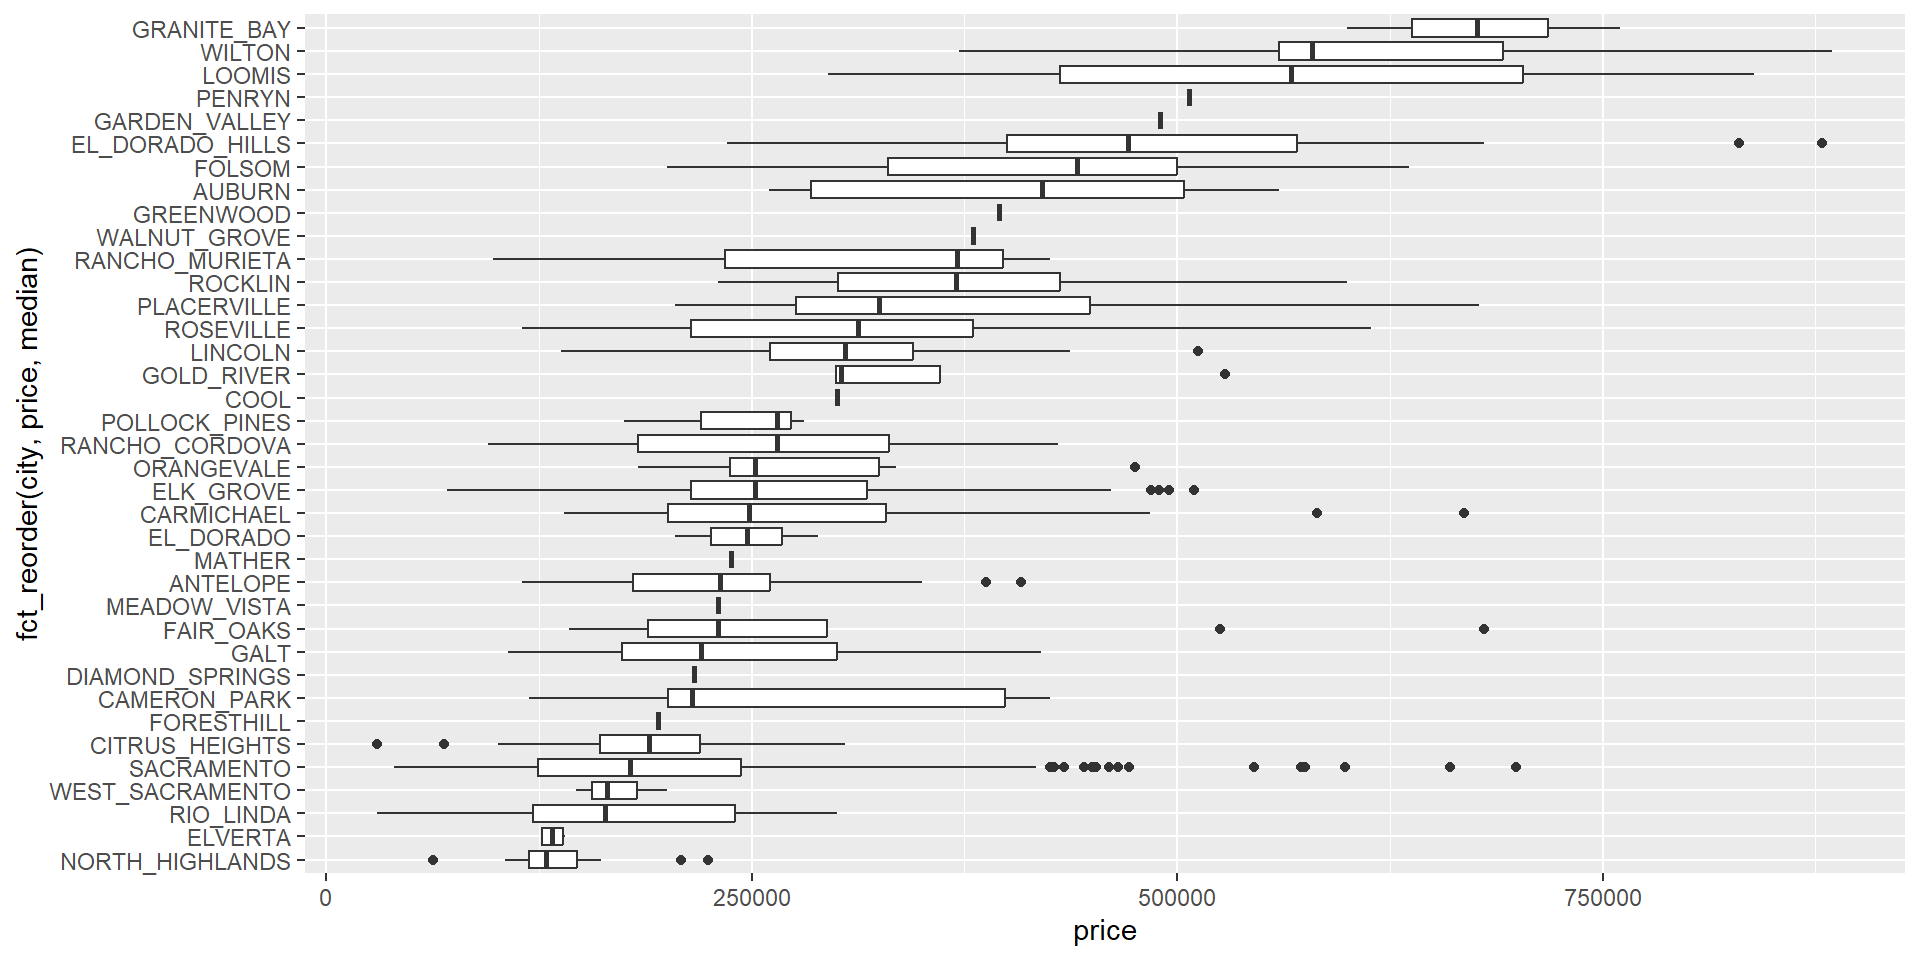 GRANITE_BAY
WILTON
LOOMIS
PENRYN
GARDEN_VALLEY
EL_DORADO_HILLS
FOLSOM
AUBURN
GREENWOOD
WALNUT_GROVE
RANCHO_MURIETA
ROCKLIN
PLACERVILLE
ROSEVILLE
LINCOLN
GOLD_RIVER
COOL
POLLOCK_PINES
RANCHO_CORDOVA
ORANGEVALE
ELK_GROVE
CARMICHAEL
EL_DORADO
MATHER
ANTELOPE
MEADOW_VISTA
FAIR_OAKS
GALT
DIAMOND_SPRINGS
CAMERON_PARK
FORESTHILL
CITRUS_HEIGHTS
SACRAMENTO
WEST_SACRAMENTO
RIO_LINDA
ELVERTA
NORTH_HIGHLANDS
fct_reorder(city, price, median)
0 250000 500000 750000
price